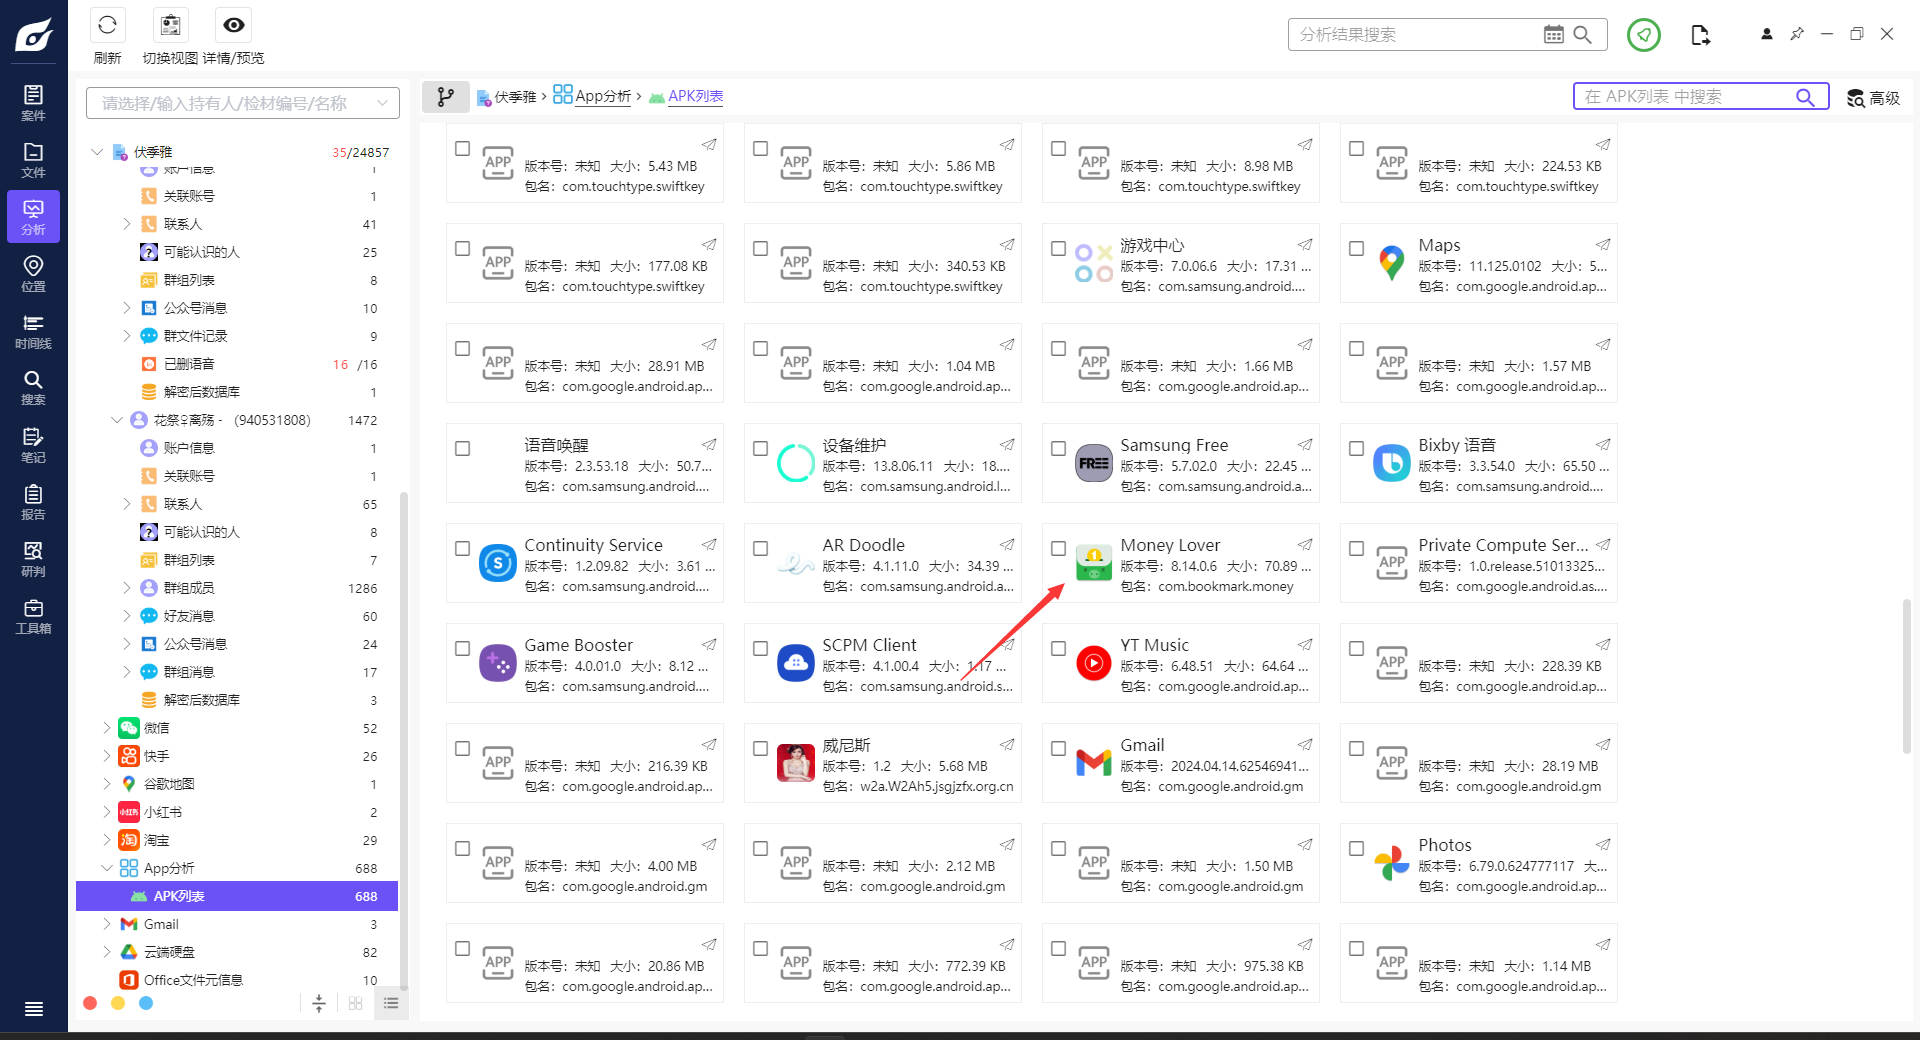 刷新
切换视图
详情/预览
分析结果搜索
案件
文件
分析
位置
时间线
搜索
笔记
报告
研判
工具箱
请选择/输入持有人/检材编号/名称
伏季雅 35/24857
账户信息 1
关联账号 1
联系人 41
可能认识的人 25
群组列表 8
公众号消息 10
群文件记录 9
已删语音 16 /16
解密后数据库 1
花祭♀离殇 - (940531808) 1472
账户信息 1
关联账号 1
联系人 65
可能认识的人 8
群组列表 7
群组成员 1286
好友消息 60
公众号消息 24
群组消息 17
解密后数据库 3
微信 52
快手 26
谷歌地图 1
小红书 小红书 2
淘 淘宝 29
App分析 688
APK列表 688
Gmail 3
云端硬盘 82
Office文件元信息 10
伏季雅 › App分析 › APK列表
在 APK列表 中搜索
高级
APP
版本号：未知 大小：5.43 MB
包名：com.touchtype.swiftkey
APP
版本号：未知 大小：5.86 MB
包名：com.touchtype.swiftkey
APP
版本号：未知 大小：8.98 MB
包名：com.touchtype.swiftkey
APP
版本号：未知 大小：224.53 KB
包名：com.touchtype.swiftkey
APP
版本号：未知 大小：177.08 KB
包名：com.touchtype.swiftkey
APP
版本号：未知 大小：340.53 KB
包名：com.touchtype.swiftkey
游戏中心
版本号：7.0.06.6 大小：17.31 ...
包名：com.samsung.android....
Maps
版本号：11.125.0102 大小：5...
包名：com.google.android.ap...
APP
版本号：未知 大小：28.91 MB
包名：com.google.android.ap...
APP
版本号：未知 大小：1.04 MB
包名：com.google.android.ap...
APP
版本号：未知 大小：1.66 MB
包名：com.google.android.ap...
APP
版本号：未知 大小：1.57 MB
包名：com.google.android.ap...
语音唤醒
版本号：2.3.53.18 大小：50.7...
包名：com.samsung.android....
设备维护
版本号：13.8.06.11 大小：18....
包名：com.samsung.android.l...
FREE
Samsung Free
版本号：5.7.02.0 大小：22.45 ...
包名：com.samsung.android.a...
Bixby 语音
版本号：3.3.54.0 大小：65.50 ...
包名：com.samsung.android....
S
Continuity Service
版本号：1.2.09.82 大小：3.61 ...
包名：com.samsung.android....
AR Doodle
版本号：4.1.11.0 大小：34.39 ...
包名：com.samsung.android.a...
1
Money Lover
版本号：8.14.0.6 大小：70.89 ...
包名：com.bookmark.money
APP
Private Compute Ser...
版本号：1.0.release.51013325...
包名：com.google.android.as....
Game Booster
版本号：4.0.01.0 大小：8.12 ...
包名：com.samsung.android....
SCPM Client
版本号：4.1.00.4 大小：1.17 ...
包名：com.samsung.android.s...
YT Music
版本号：6.48.51 大小：64.64 ...
包名：com.google.android.ap...
APP
版本号：未知 大小：228.39 KB
包名：com.google.android.ap...
APP
版本号：未知 大小：216.39 KB
包名：com.google.android.ap...
威尼斯
版本号：1.2 大小：5.68 MB
包名：w2a.W2Ah5.jsgjzfx.org.cn
Gmail
版本号：2024.04.14.62546941...
包名：com.google.android.gm
APP
版本号：未知 大小：28.19 MB
包名：com.google.android.gm
APP
版本号：未知 大小：4.00 MB
包名：com.google.android.gm
APP
版本号：未知 大小：2.12 MB
包名：com.google.android.gm
APP
版本号：未知 大小：1.50 MB
包名：com.google.android.gm
Photos
版本号：6.79.0.624777117 大...
包名：com.google.android.ap...
APP
版本号：未知 大小：20.86 MB
包名：com.google.android.ap...
APP
版本号：未知 大小：772.39 KB
包名：com.google.android.ap...
APP
版本号：未知 大小：975.38 KB
包名：com.google.android.ap...
APP
版本号：未知 大小：1.14 MB
包名：com.google.android.ap...